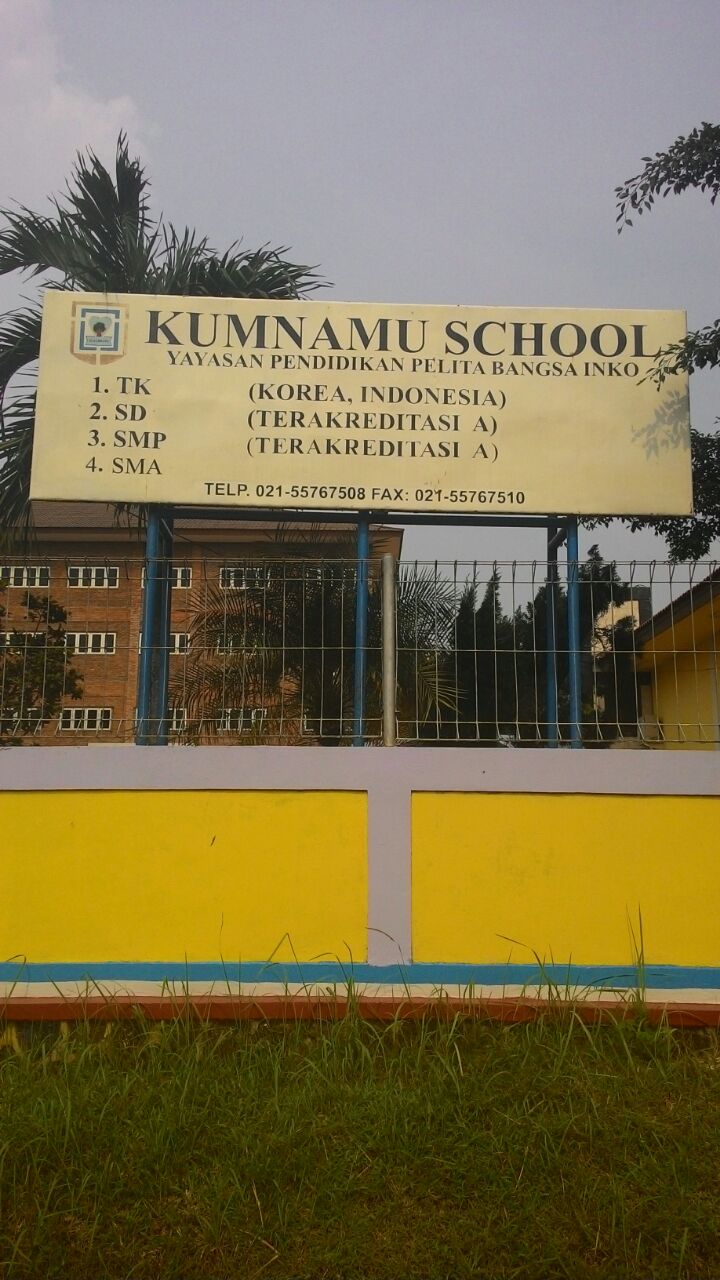 KUMNAMU SCHOOL
YAYASAN PENDIDIKAN PELITA BANGSA INKO
1. TK (KOREA, INDONESIA)
2. SD (TERAKREDITASI A)
3. SMP (TERAKREDITASI A)
4. SMA
TELP. 021-55767508 FAX: 021-55767510